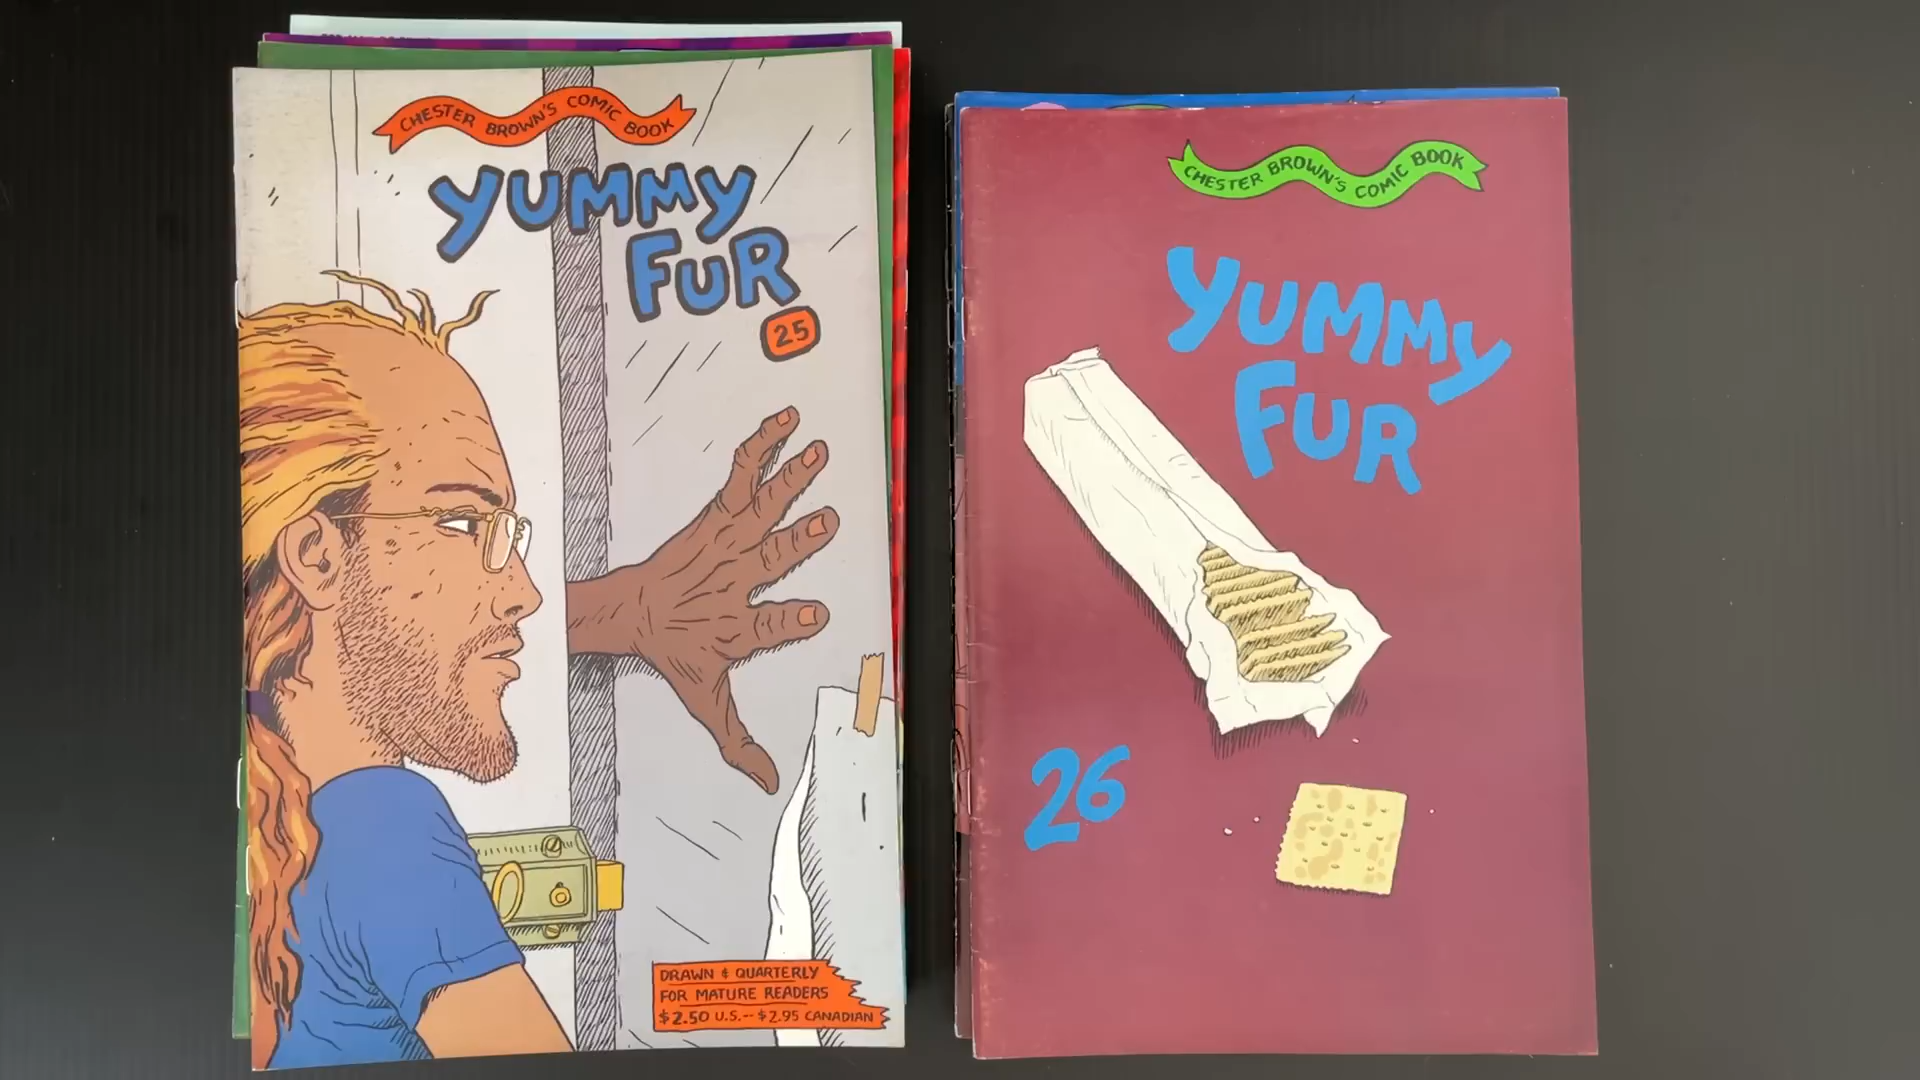 CHESTER BROWN'S COMIC BOOK
YUMMY
FUR
25
DRAWN & QUARTERLY
FOR MATURE READERS
$2.50 U.S.-- $2.95 CANADIAN
CHESTER BROWN'S COMIC BOOK
YUMMY
FUR
26